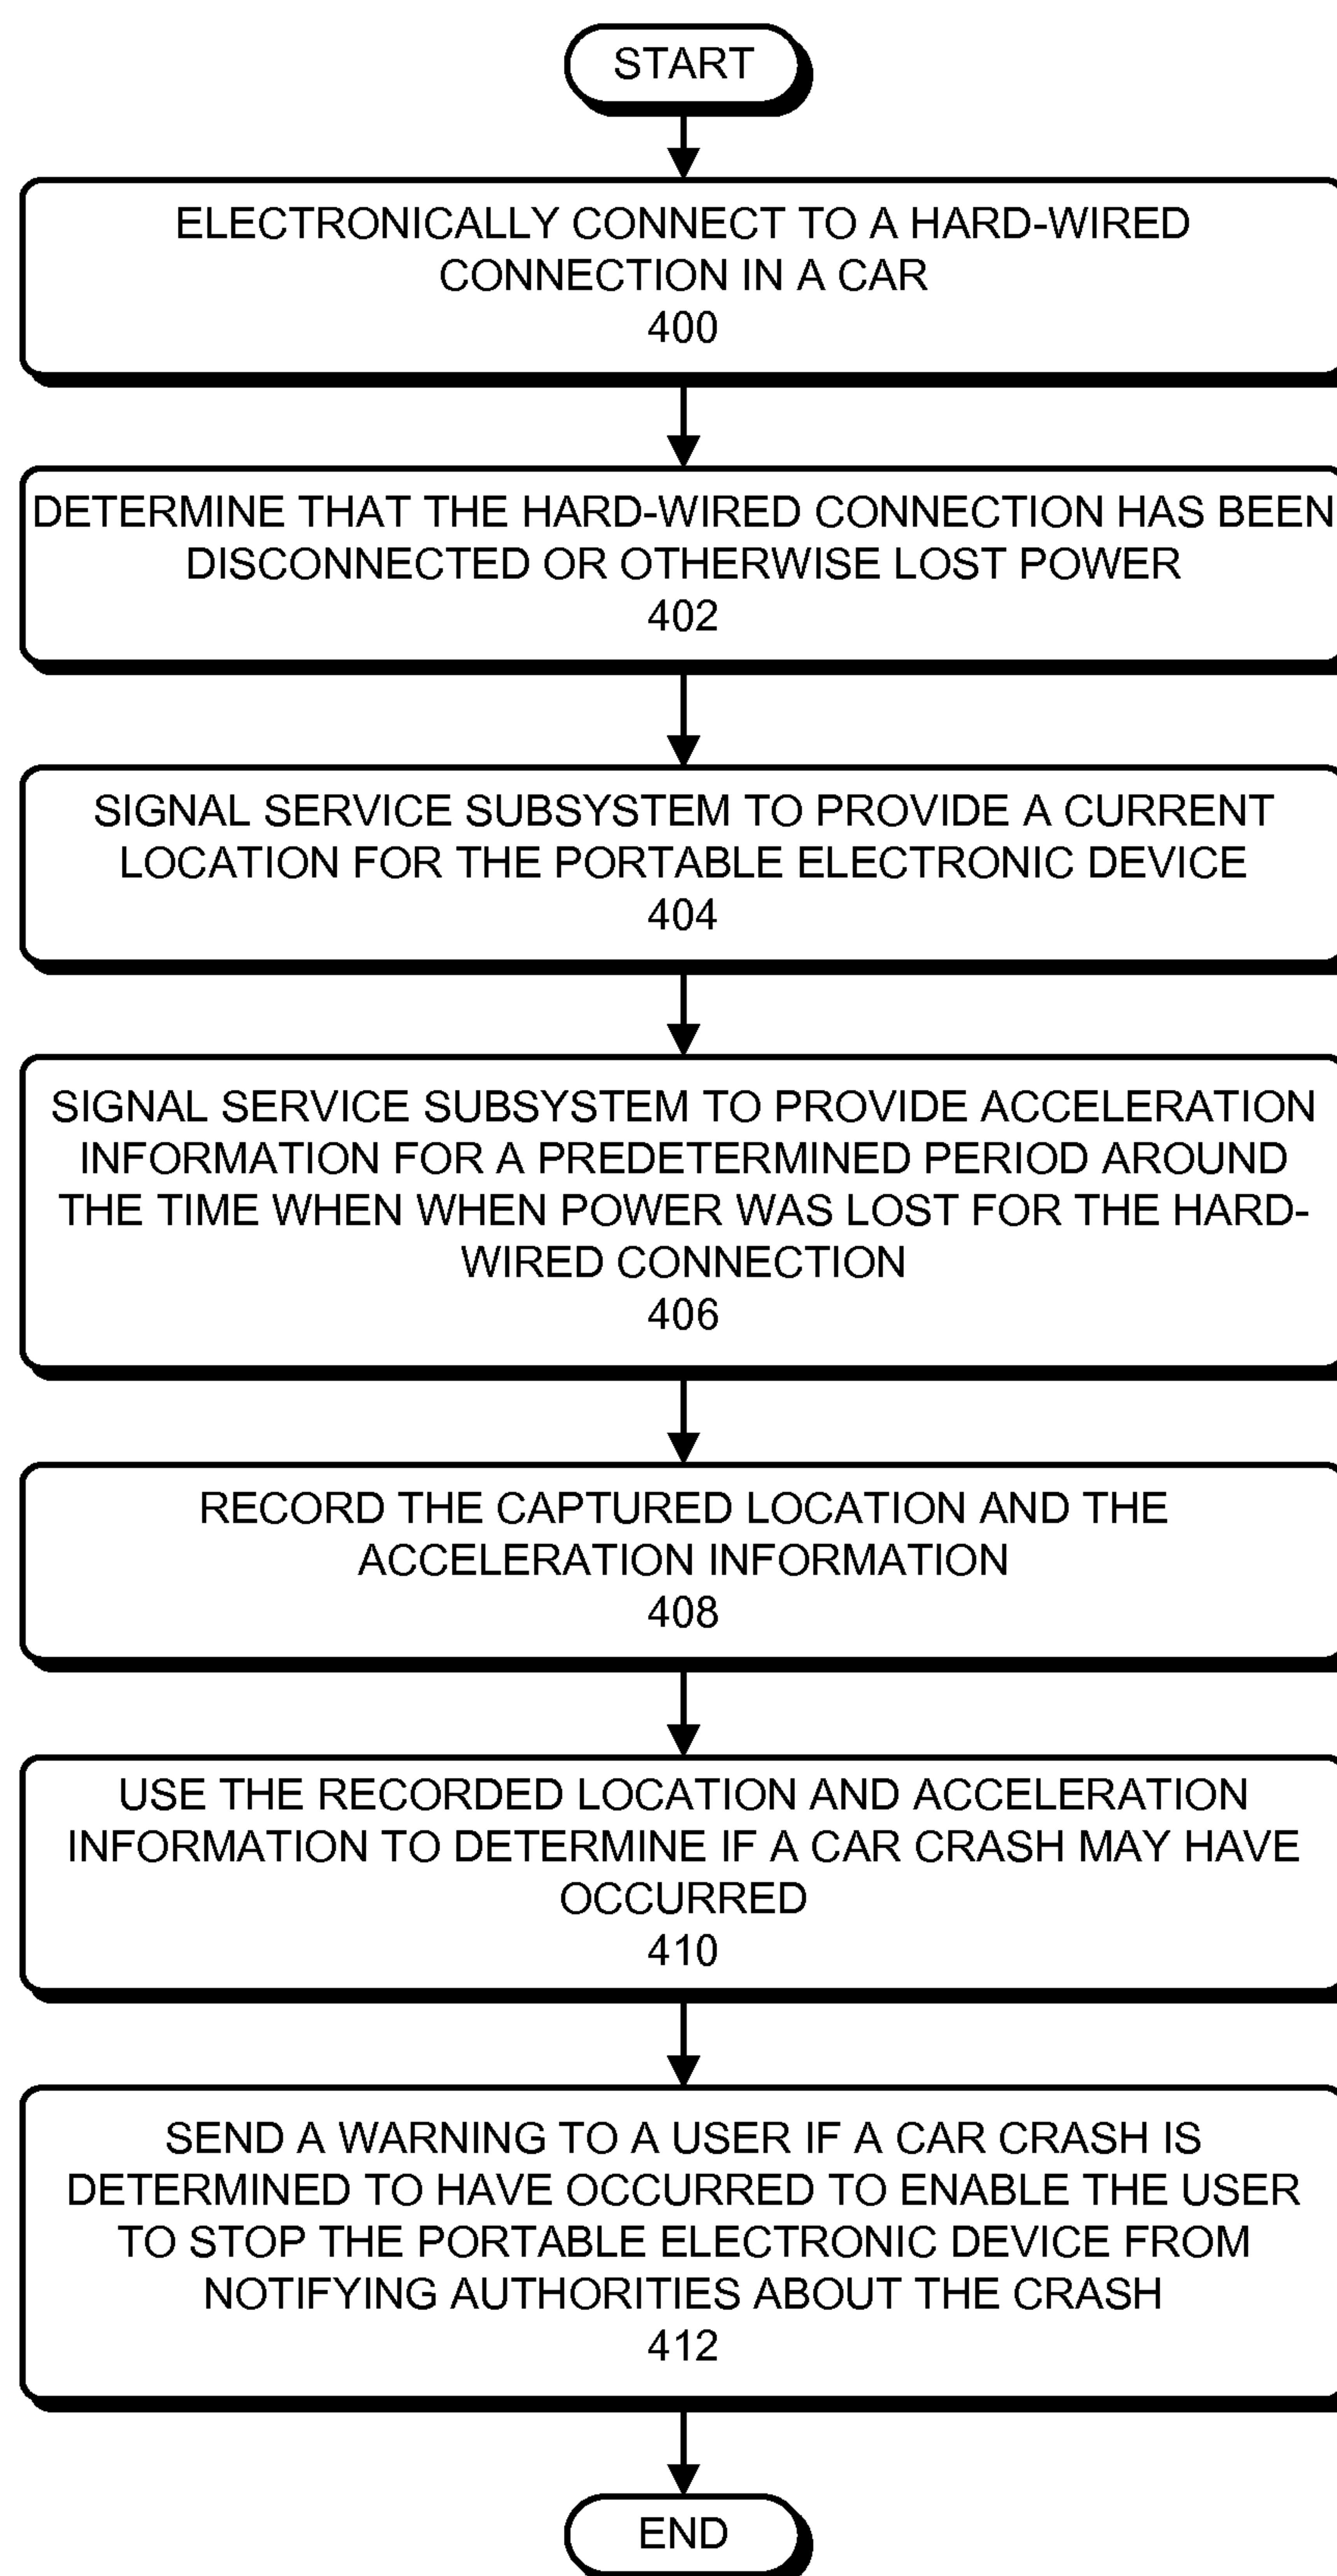 START
ELECTRONICALLY CONNECT TO A HARD-WIRED
CONNECTION IN A CAR
400
DETERMINE THAT THE HARD-WIRED CONNECTION HAS BEEN
DISCONNECTED OR OTHERWISE LOST POWER
402
SIGNAL SERVICE SUBSYSTEM TO PROVIDE A CURRENT
LOCATION FOR THE PORTABLE ELECTRONIC DEVICE
404
SIGNAL SERVICE SUBSYSTEM TO PROVIDE ACCELERATION
INFORMATION FOR A PREDETERMINED PERIOD AROUND
THE TIME WHEN WHEN POWER WAS LOST FOR THE HARD-
WIRED CONNECTION
406
RECORD THE CAPTURED LOCATION AND THE
ACCELERATION INFORMATION
408
USE THE RECORDED LOCATION AND ACCELERATION
INFORMATION TO DETERMINE IF A CAR CRASH MAY HAVE
OCCURRED
410
SEND A WARNING TO A USER IF A CAR CRASH IS
DETERMINED TO HAVE OCCURRED TO ENABLE THE USER
TO STOP THE PORTABLE ELECTRONIC DEVICE FROM
NOTIFYING AUTHORITIES ABOUT THE CRASH
412
END